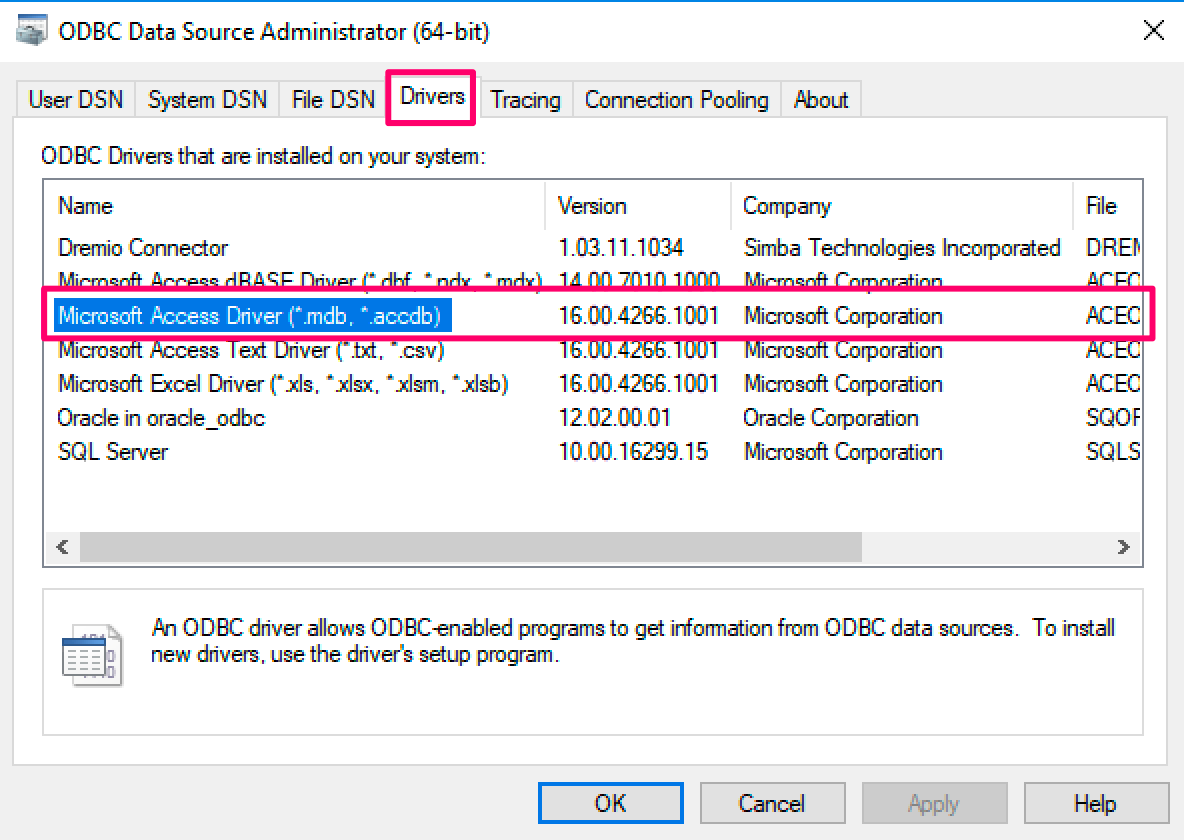 ODBC Data Source Administrator (64-bit)
User DSN System DSN File DSN Drivers Tracing Connection Pooling About
ODBC Drivers that are installed on your system:
Name Version Company File
Dremio Connector 1.03.11.1034 Simba Technologies Incorporated DREM
Microsoft Access dBASE Driver (*.dbf, *.ndx, *.mdx) 14.00.7010.1000 Microsoft Corporation ACEO
Microsoft Access Driver (*.mdb, *.accdb) 16.00.4266.1001 Microsoft Corporation ACEO
Microsoft Access Text Driver (*.txt, *.csv) 16.00.4266.1001 Microsoft Corporation ACEO
Microsoft Excel Driver (*.xls, *.xlsx, *.xlsm, *.xlsb) 16.00.4266.1001 Microsoft Corporation ACEO
Oracle in oracle_odbc 12.02.00.01 Oracle Corporation SQOR
SQL Server 10.00.16299.15 Microsoft Corporation SQLS
An ODBC driver allows ODBC-enabled programs to get information from ODBC data sources. To install
new drivers, use the driver's setup program.
OK Cancel Apply Help